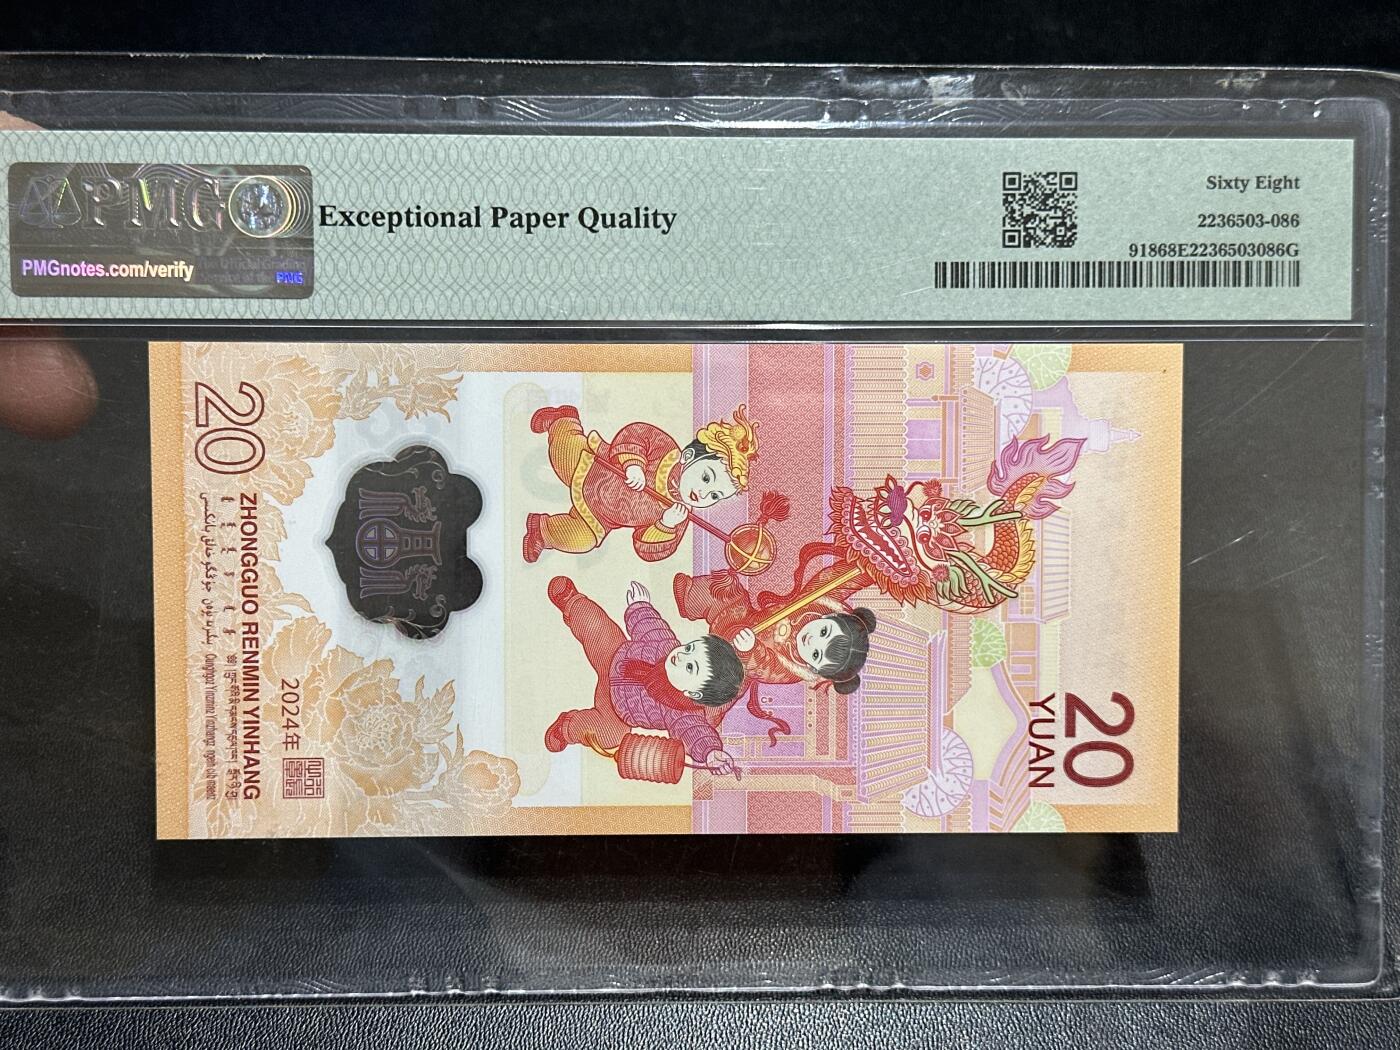 PMG
PMGnotes.com/verify
PMG
Exceptional Paper Quality
Sixty Eight
2236503-086
91868E2236503086G
20
ZHONGGUO RENMIN YINHANG
2024年
20
YUAN